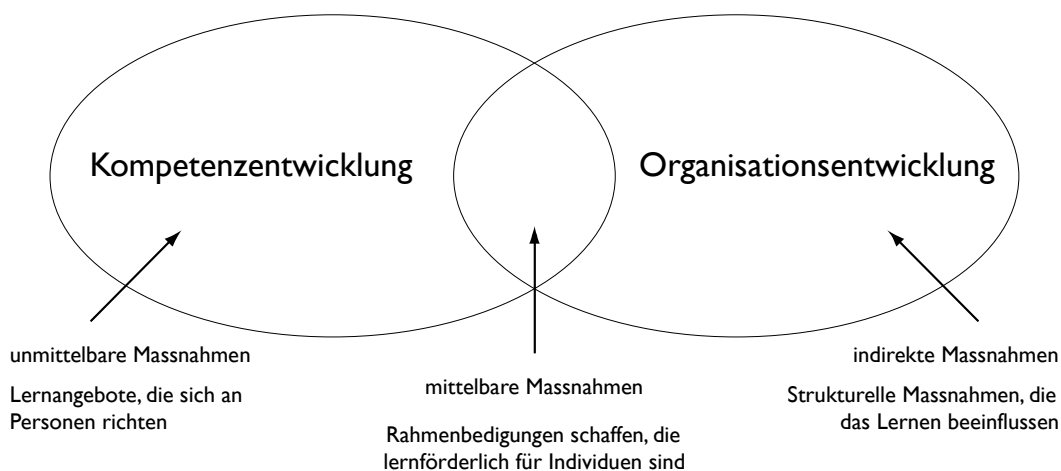 Kompetenzentwicklung
Organisationsentwicklung
unmittelbare Massnahmen
Lernangebote, die sich an
Personen richten
mittelbare Massnahmen
Rahmenbedigungen schaffen, die
lernförderlich für Individuen sind
indirekte Massnahmen
Strukturelle Massnahmen, die
das Lernen beeinflussen